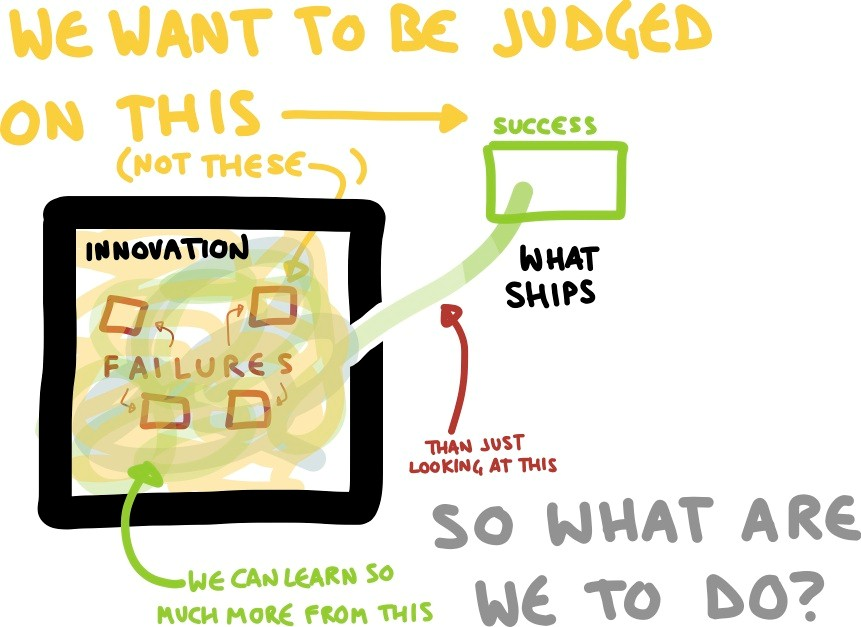 WE WANT TO BE JUDGED
ON THIS
(NOT THESE )
SUCCESS
INNOVATION
WHAT
SHIPS
FAILURES
THAN JUST
LOOKING AT THIS
SO WHAT ARE
WE TO DO?
WE CAN LEARN SO
MUCH MORE FROM THIS